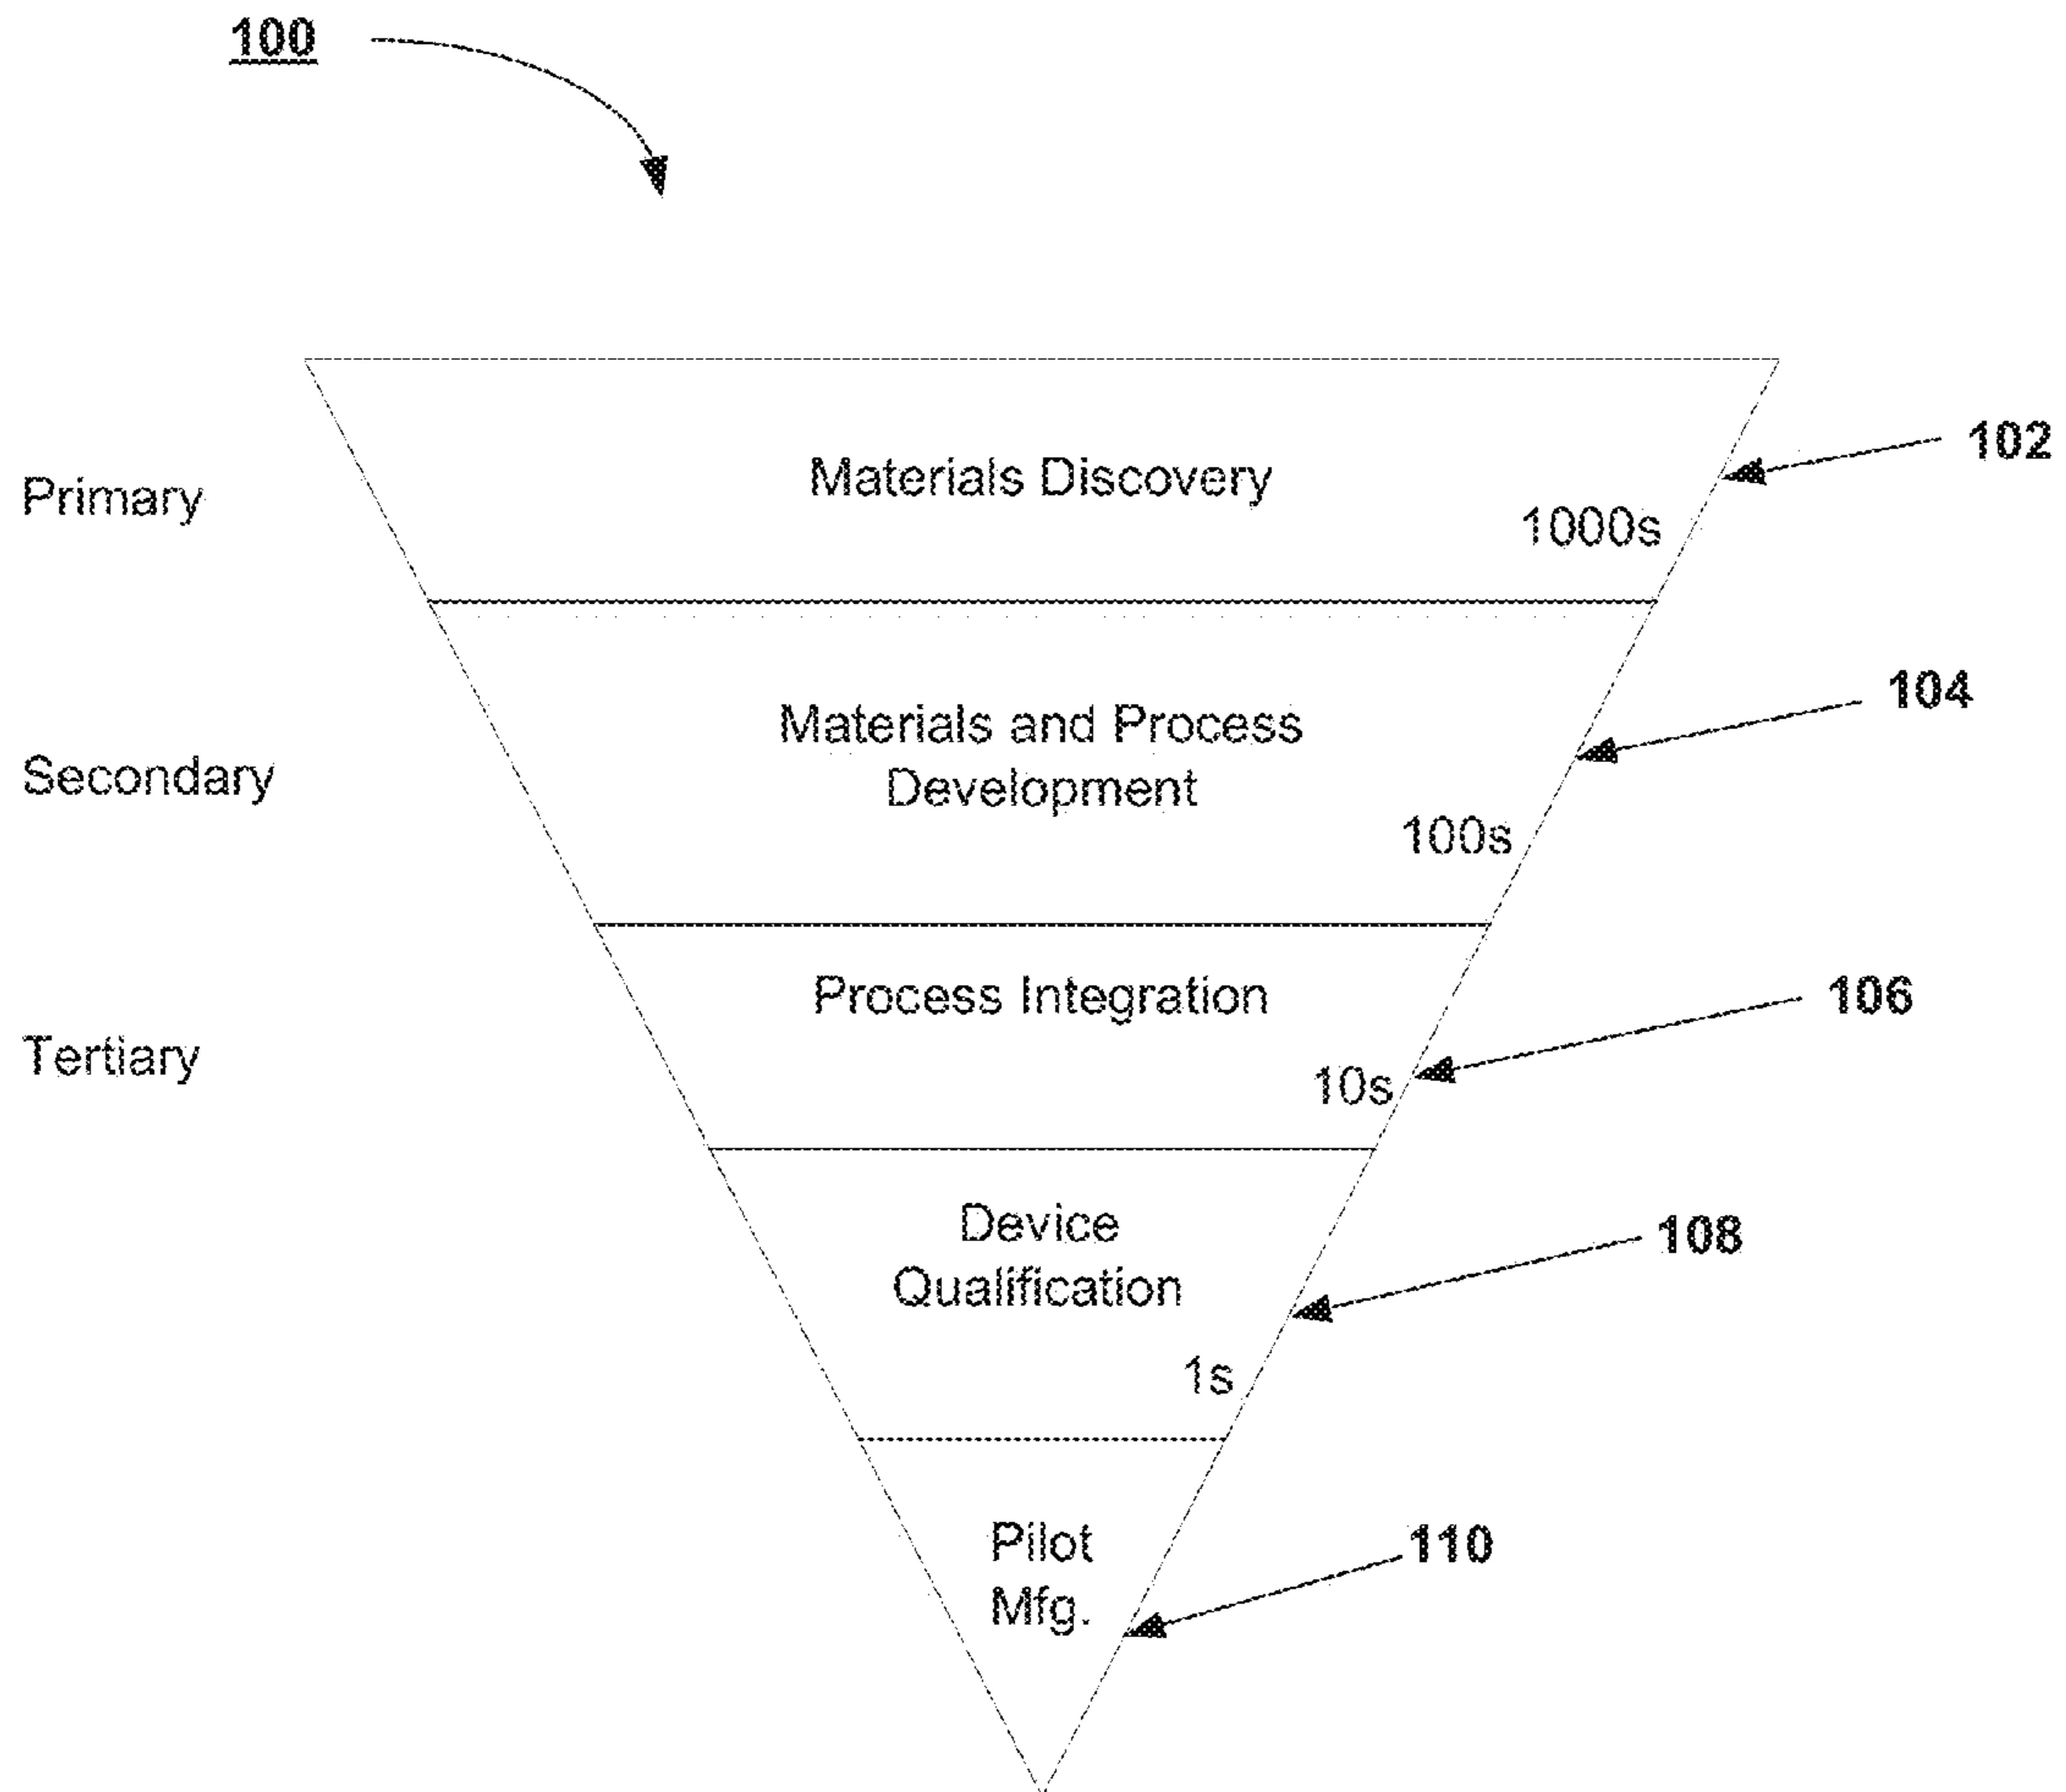 100
102
Materials Discovery
Primary
1000s
104
Materials and Process
Development
Secondary
100s
Process Integration
106
Tertiary
10s
Device
108
Qualification
1s
Pilot
110
Mfg.